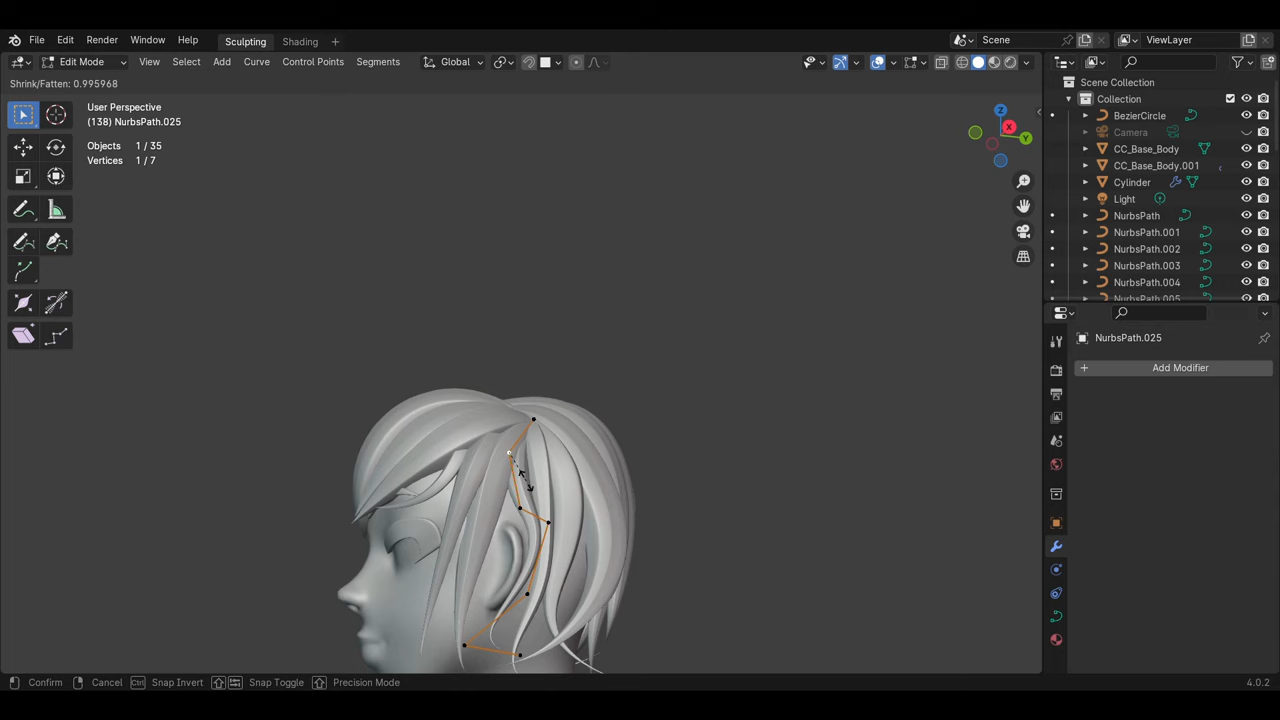 File Edit Render Window Help Sculpting Shading + Scene ViewLayer
Edit Mode View Select Add Curve Control Points Segments Global
Shrink/Fatten: 0.995968
User Perspective
(138) NurbsPath.025
Objects 1 / 35
Vertices 1 / 7
Z
X
Y
Scene Collection
Collection
BezierCircle
Camera
CC_Base_Body
CC_Base_Body.001
Cylinder
Light
NurbsPath
NurbsPath.001
NurbsPath.002
NurbsPath.003
NurbsPath.004
NurbsPath.005
NurbsPath.025
+ Add Modifier
Confirm Cancel Ctrl Snap Invert Snap Toggle Precision Mode 4.0.2